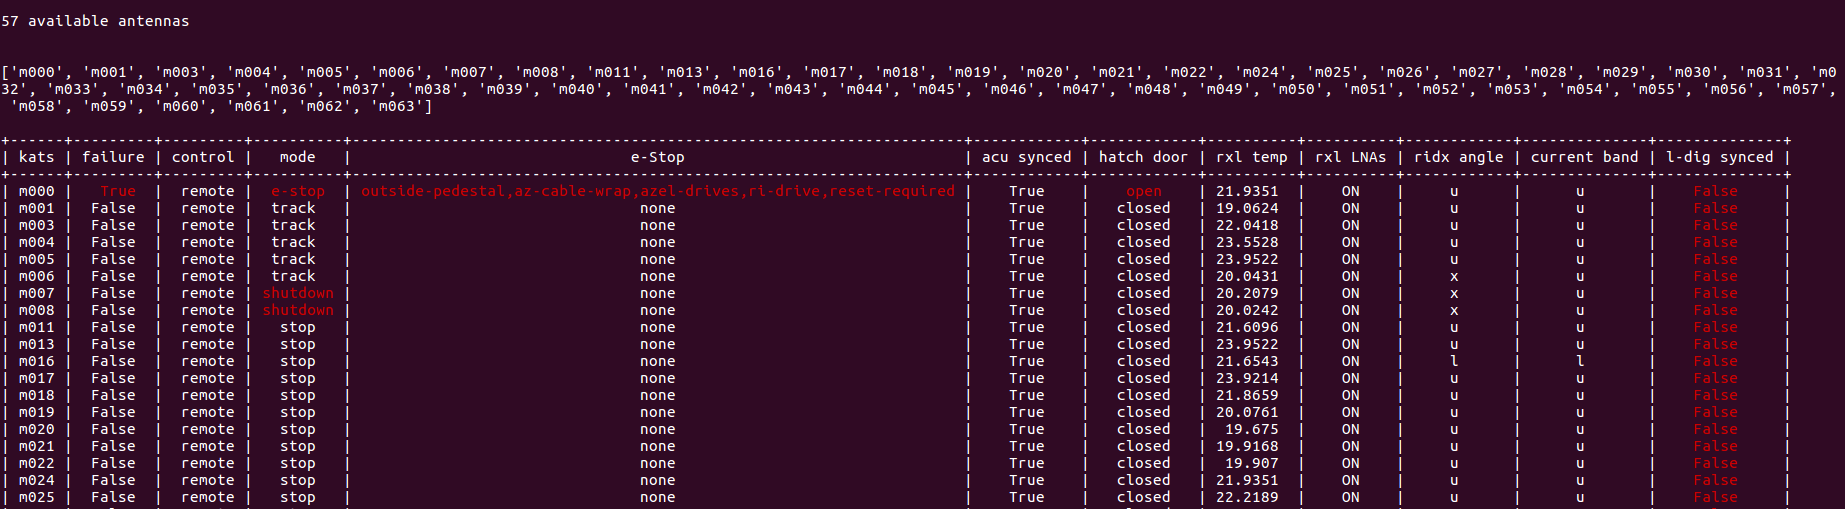 57 available antennas
['m000', 'm001', 'm003', 'm004', 'm005', 'm006', 'm007', 'm008', 'm011', 'm013', 'm016', 'm017', 'm018', 'm019', 'm020', 'm021', 'm022', 'm024', 'm025', 'm026', 'm027', 'm028', 'm029', 'm030', 'm031', 'm0
32', 'm033', 'm034', 'm035', 'm036', 'm037', 'm038', 'm039', 'm040', 'm041', 'm042', 'm043', 'm044', 'm045', 'm046', 'm047', 'm048', 'm049', 'm050', 'm051', 'm052', 'm053', 'm054', 'm055', 'm056', 'm057',
'm058', 'm059', 'm060', 'm061', 'm062', 'm063']
| kats | failure | control | mode | e-Stop | acu synced | hatch door | rxl temp | rxl LNAs | ridx angle | current band | l-dig synced |
| m000 | True | remote | e-stop | outside-pedestal,az-cable-wrap,azel-drives,ri-drive,reset-required | True | open | 21.9351 | ON | u | u | False |
| m001 | False | remote | track | none | True | closed | 19.0624 | ON | u | u | False |
| m003 | False | remote | track | none | True | closed | 22.0418 | ON | u | u | False |
| m004 | False | remote | track | none | True | closed | 23.5528 | ON | u | u | False |
| m005 | False | remote | track | none | True | closed | 23.9522 | ON | u | u | False |
| m006 | False | remote | track | none | True | closed | 20.0431 | ON | x | u | False |
| m007 | False | remote | shutdown | none | True | closed | 20.2079 | ON | x | u | False |
| m008 | False | remote | shutdown | none | True | closed | 20.0242 | ON | x | u | False |
| m011 | False | remote | stop | none | True | closed | 21.6096 | ON | u | u | False |
| m013 | False | remote | stop | none | True | closed | 23.9522 | ON | u | u | False |
| m016 | False | remote | stop | none | True | closed | 21.6543 | ON | l | l | False |
| m017 | False | remote | stop | none | True | closed | 23.9214 | ON | u | u | False |
| m018 | False | remote | stop | none | True | closed | 21.8659 | ON | u | u | False |
| m019 | False | remote | stop | none | True | closed | 20.0761 | ON | u | u | False |
| m020 | False | remote | stop | none | True | closed | 19.675 | ON | u | u | False |
| m021 | False | remote | stop | none | True | closed | 19.9168 | ON | u | u | False |
| m022 | False | remote | stop | none | True | closed | 19.907 | ON | u | u | False |
| m024 | False | remote | stop | none | True | closed | 21.9351 | ON | u | u | False |
| m025 | False | remote | stop | none | True | closed | 22.2189 | ON | u | u | False |